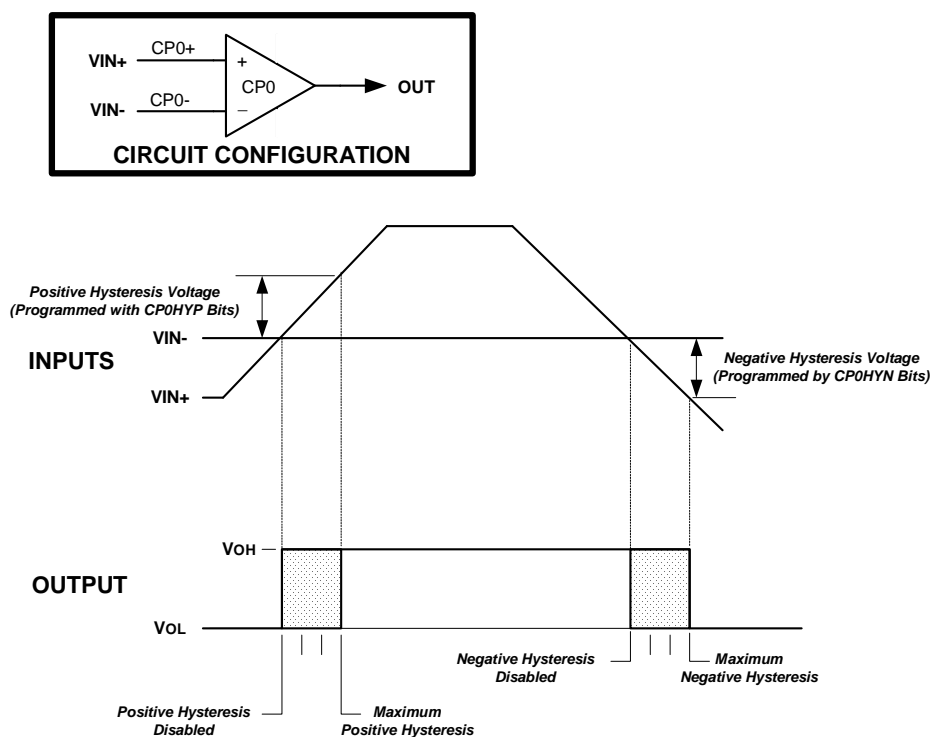 VIN+
CP0+
+
CP0
OUT
VIN-
CP0-
_
CIRCUIT CONFIGURATION
Positive Hysteresis Voltage
(Programmed with CP0HYP Bits)
VIN-
INPUTS
Negative Hysteresis Voltage
(Programmed by CP0HYN Bits)
VIN+
VOH
OUTPUT
VOL
Negative Hysteresis
Disabled
Maximum
Negative Hysteresis
Positive Hysteresis
Disabled
Maximum
Positive Hysteresis